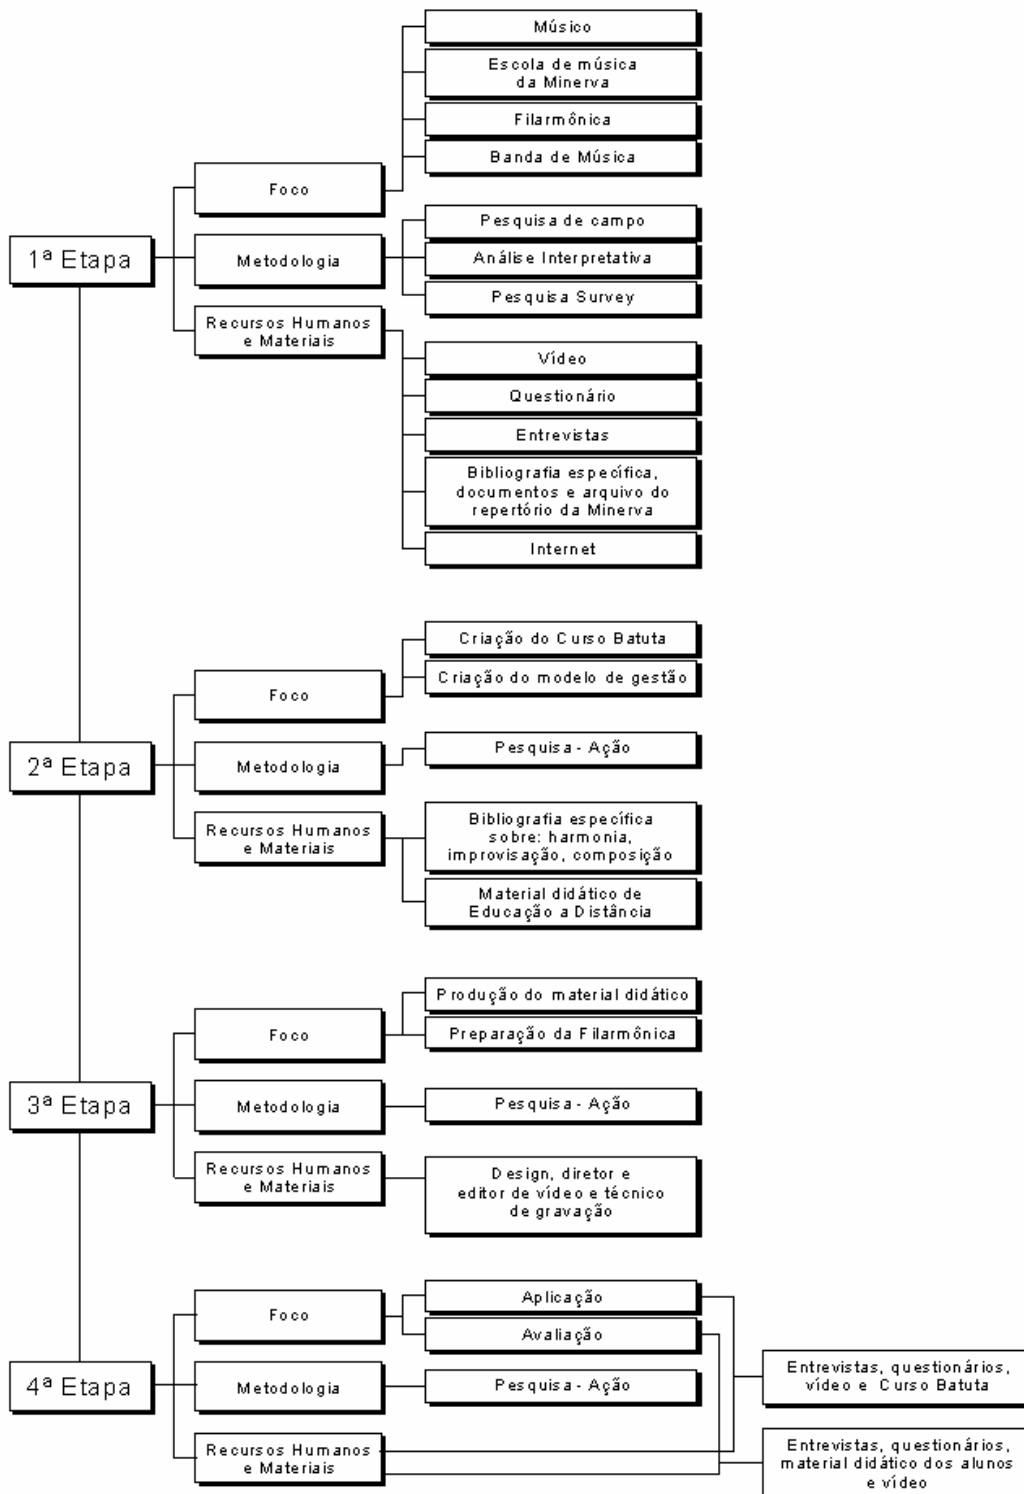 1ª Etapa
Foco
Músico
Escola de música
da Minerva
Filarmônica
Banda de Música
Metodologia
Pesquisa de campo
Análise Interpretativa
Pesquisa Survey
Recursos Humanos
e Materiais
Vídeo
Questionário
Entrevistas
Bibliografia específica,
documentos e arquivo do
repertório da Minerva
Internet
2ª Etapa
Foco
Criação do Curso Batuta
Criação do modelo de gestão
Metodologia
Pesquisa - Ação
Recursos Humanos
e Materiais
Bibliografia específica
sobre: harmonia,
improvisação, composição
Material didático de
Educação a Distância
3ª Etapa
Foco
Produção do material didático
Preparação da Filarmônica
Metodologia
Pesquisa - Ação
Recursos Humanos
e Materiais
Design, diretor e
editor de vídeo e técnico
de gravação
4ª Etapa
Foco
Aplicação
Avaliação
Metodologia
Pesquisa - Ação
Recursos Humanos
e Materiais
Entrevistas, questionários,
vídeo e Curso Batuta
Entrevistas, questionários,
material didático dos alunos
e vídeo